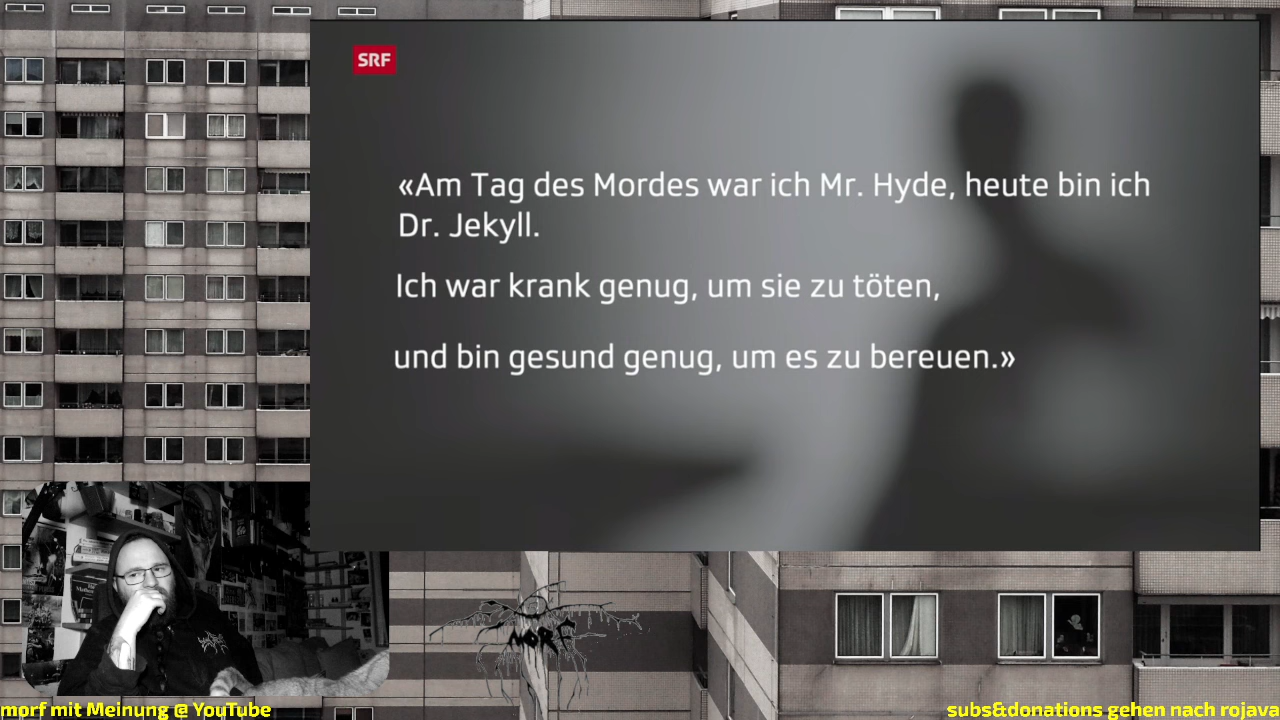 SRF
«Am Tag des Mordes war ich Mr. Hyde, heute bin ich
Dr. Jekyll.
Ich war krank genug, um sie zu töten,
und bin gesund genug, um es zu bereuen.»
MORF
morf mit Meinung @ YouTube
subs&donations gehen nach rojava